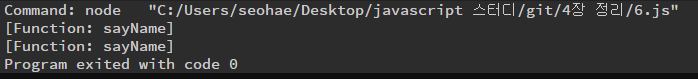 Command: node   "C:/Users/seohae/Desktop/javascript 스터디/git/4장 정리/6.js"
[Function: sayName]
[Function: sayName]
Program exited with code 0